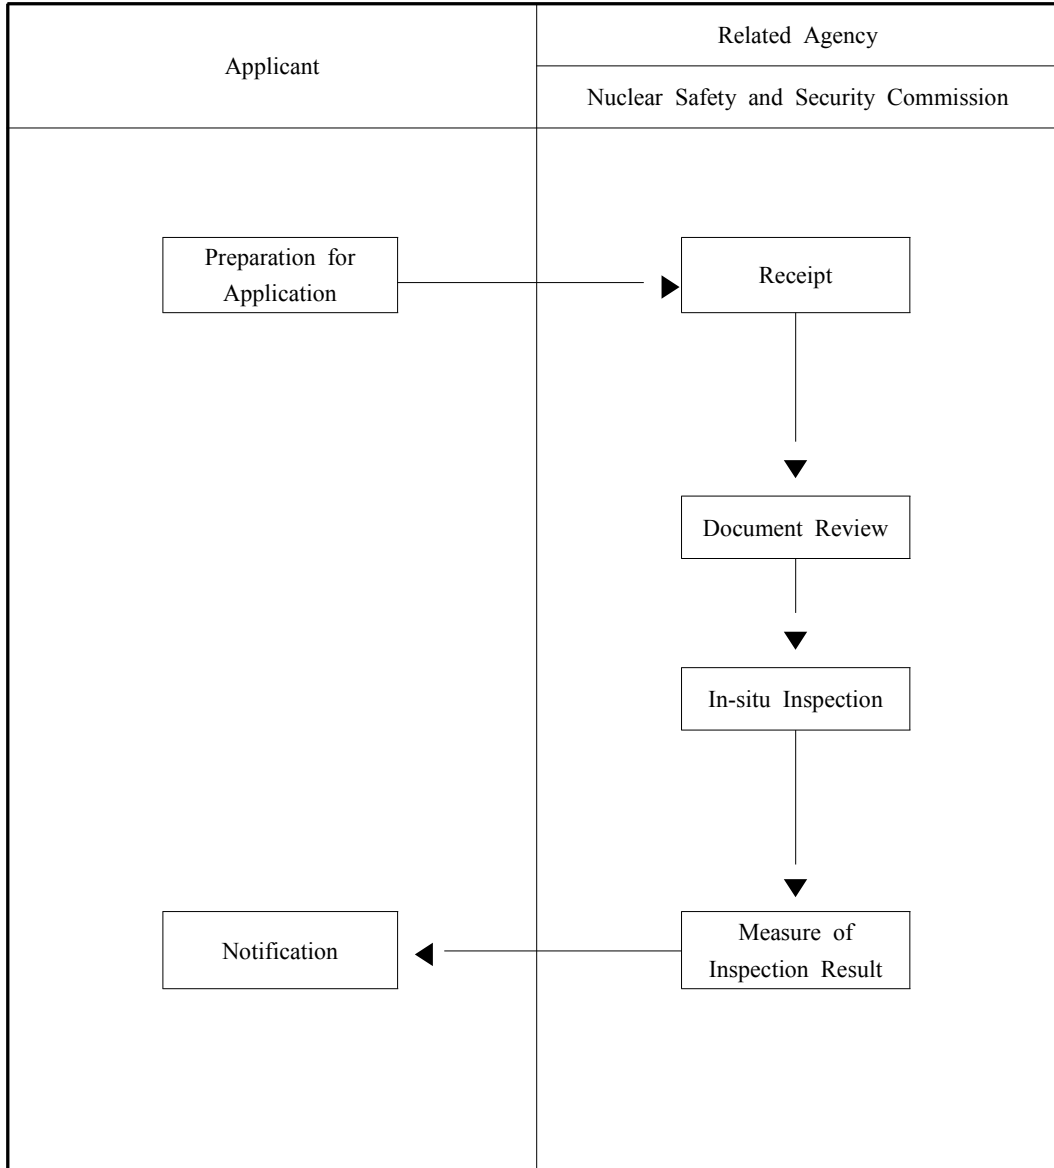 Applicant
Related Agency
Nuclear Safety and Security Commission
Preparation for
Application
Receipt
Document Review
In-situ Inspection
Measure of
Inspection Result
Notification